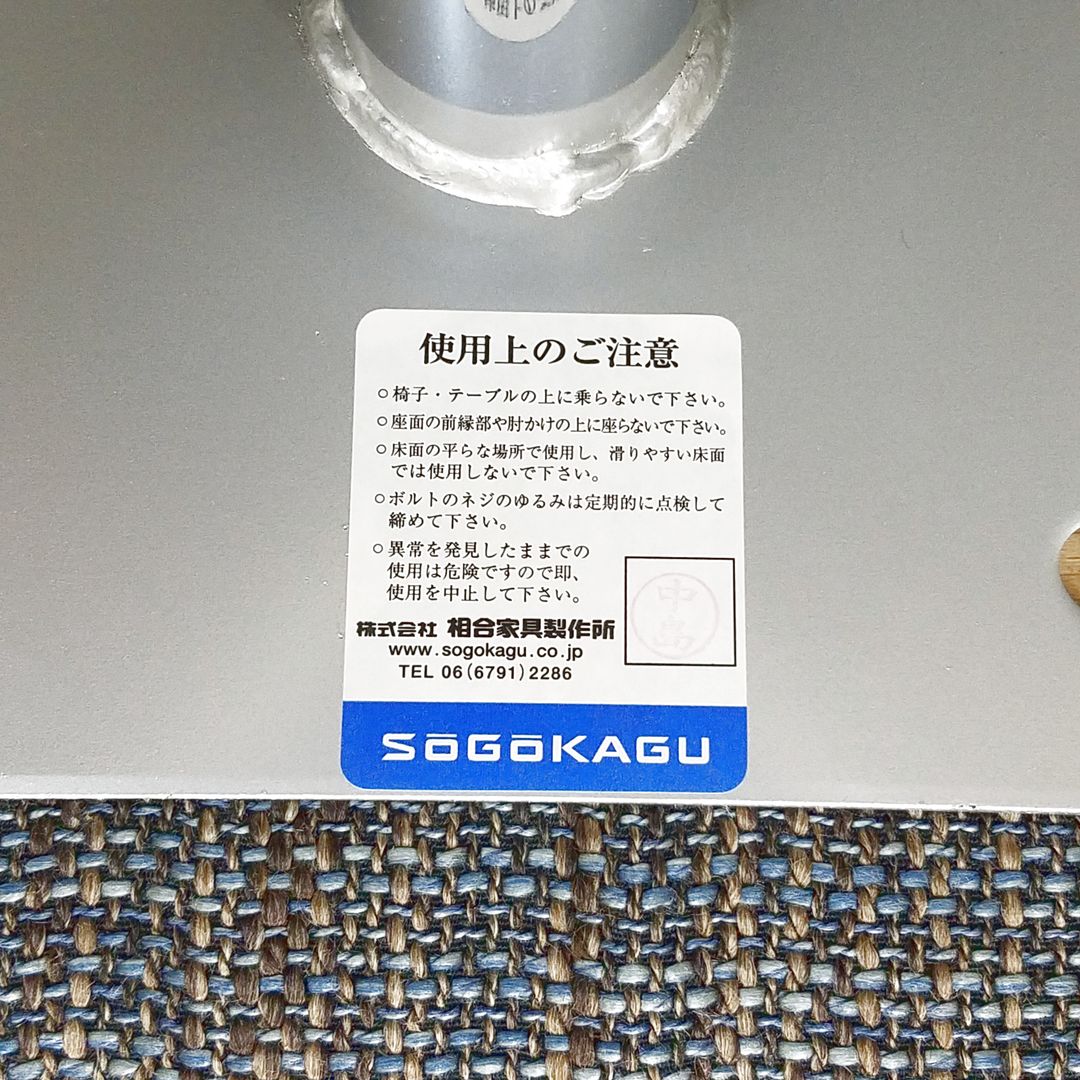 使用上のご注意
○椅子・テーブルの上に乗らないで下さい。
○座面の前縁部や肘かけの上に座らないで下さい。
○床面の平らな場所で使用し、滑りやすい床面
では使用しないで下さい。
○ボルトのネジのゆるみは定期的に点検して
締めて下さい。
○異常を発見したままでの
使用は危険ですので即、
使用を中止して下さい。
中島
株式会社 相合家具製作所
www.sogokagu.co.jp
TEL 06(6791)2286
SōGōKAGU